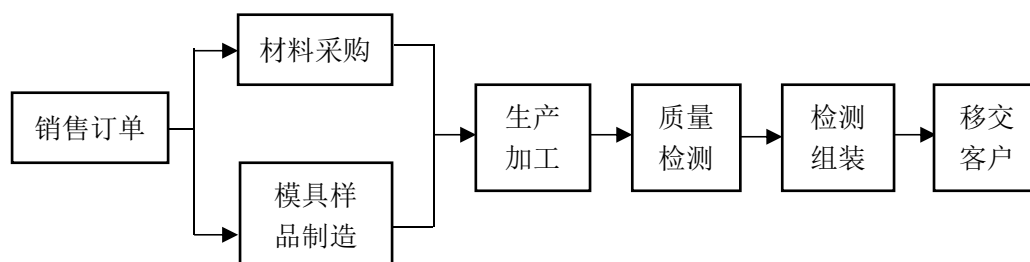 销售订单
材料采购
模具样
品制造
生产
加工
质量
检测
检测
组装
移交
客户